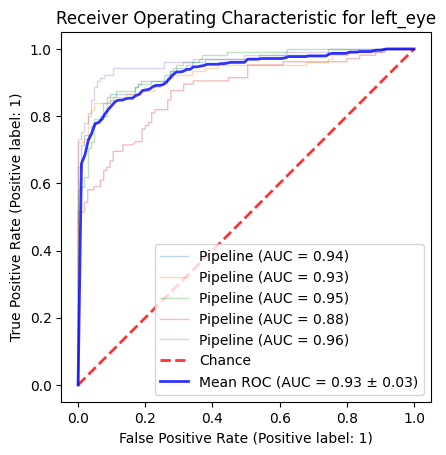 Receiver Operating Characteristic for left_eye
True Positive Rate (Positive label: 1)
1.0
0.8
0.6
0.4
0.2
0.0
Pipeline (AUC = 0.94)
Pipeline (AUC = 0.93)
Pipeline (AUC = 0.95)
Pipeline (AUC = 0.88)
Pipeline (AUC = 0.96)
Chance
Mean ROC (AUC = 0.93 ± 0.03)
0.0 0.2 0.4 0.6 0.8 1.0
False Positive Rate (Positive label: 1)